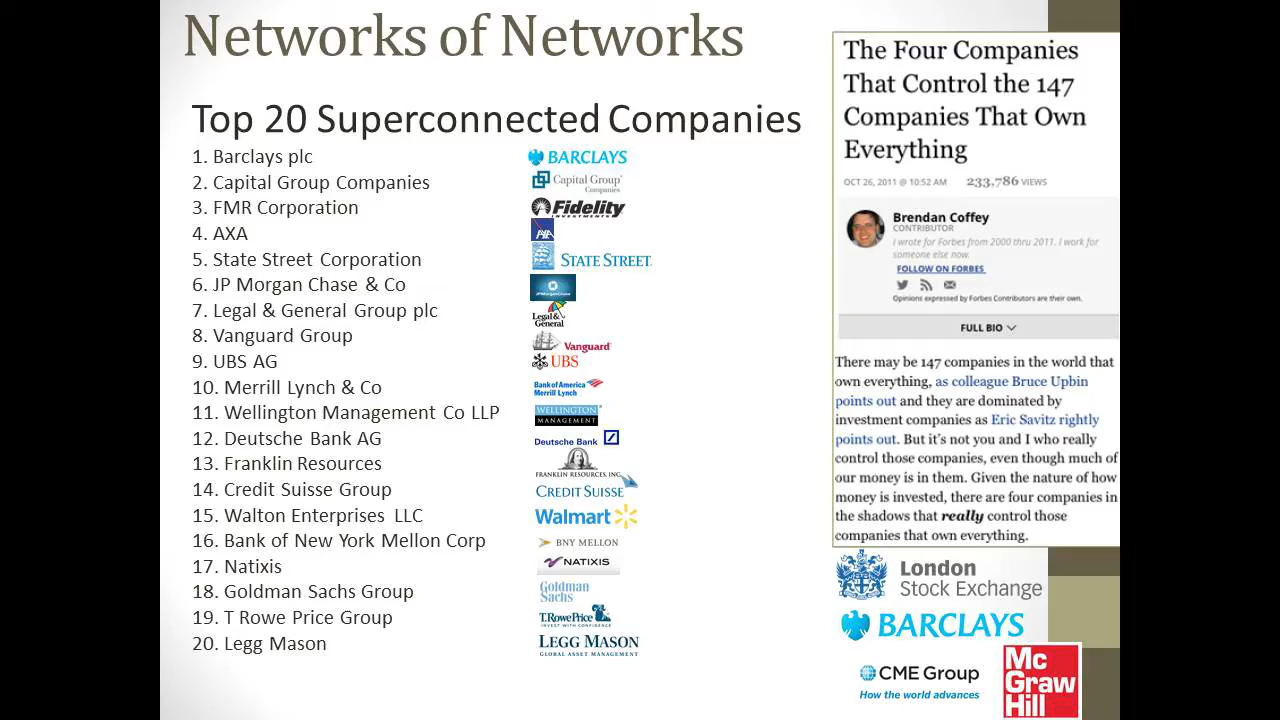 Networks of Networks
Top 20 Superconnected Companies
1. Barclays plc
2. Capital Group Companies
3. FMR Corporation
4. AXA
5. State Street Corporation
6. JP Morgan Chase & Co
7. Legal & General Group plc
8. Vanguard Group
9. UBS AG
10. Merrill Lynch & Co
11. Wellington Management Co LLP
12. Deutsche Bank AG
13. Franklin Resources
14. Credit Suisse Group
15. Walton Enterprises LLC
16. Bank of New York Mellon Corp
17. Natixis
18. Goldman Sachs Group
19. T Rowe Price Group
20. Legg Mason
BARCLAYS
Capital Group
Companies
Fidelity
INVESTMENTS
AXA
STATE STREET.
JPMorganChase
Legal &
General
Vanguard
UBS
Bank of America
Merrill Lynch
WELLINGTON
MANAGEMENT
Deutsche Bank
FRANKLIN RESOURCES, INC.
CREDIT SUISSE
Walmart
BNY MELLON
NATIXIS
Goldman
Sachs
T.RowePrice
INVEST WITH CONFIDENCE
LEGG MASON
GLOBAL ASSET MANAGEMENT
The Four Companies
That Control the 147
Companies That Own
Everything
OCT 26, 2011 @ 10:52 AM 233,786 VIEWS
Brendan Coffey
CONTRIBUTOR
I wrote for Forbes from 2000 thru 2011. I work for
someone else now.
FOLLOW ON FORBES
Opinions expressed by Forbes Contributors are their own.
FULL BIO
There may be 147 companies in the world that
own everything, as colleague Bruce Upbin
points out and they are dominated by
investment companies as Eric Savitz rightly
points out. But it's not you and I who really
control those companies, even though much of
our money is in them. Given the nature of how
money is invested, there are four companies in
the shadows that really control those
companies that own everything.
London
Stock Exchange
BARCLAYS
CME Group
How the world advances
Mc
Graw
Hill